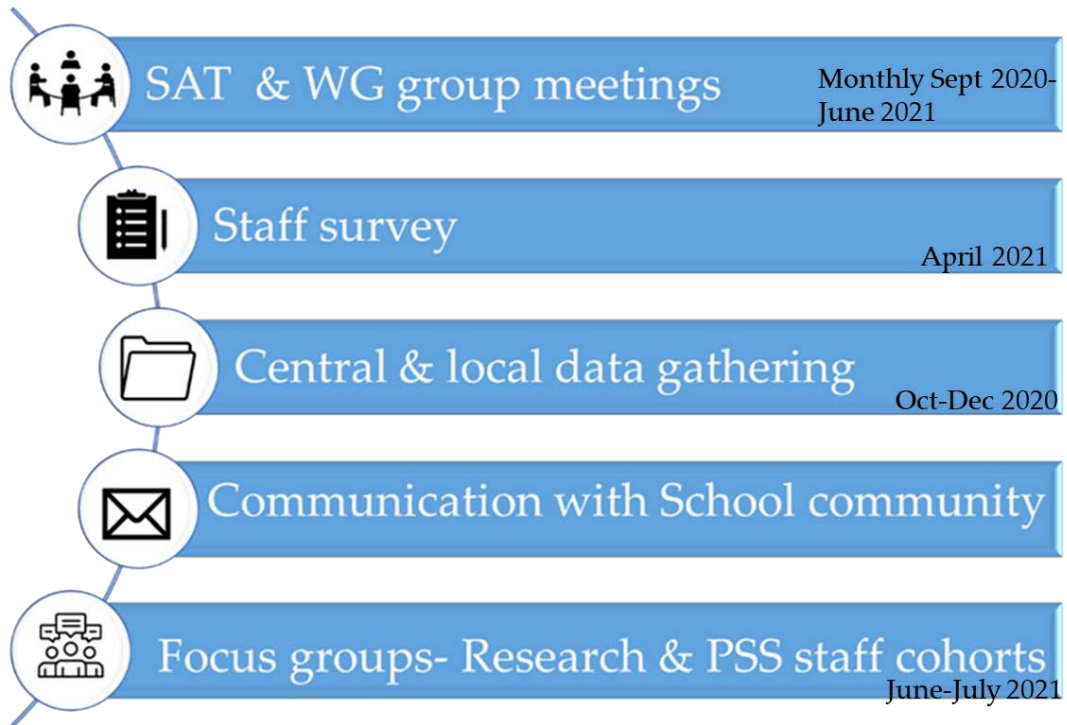 SAT & WG group meetings
Monthly Sept 2020-
June 2021
Staff survey
April 2021
Central & local data gathering
Oct-Dec 2020
Communication with School community
Focus groups- Research & PSS staff cohorts
June-July 2021